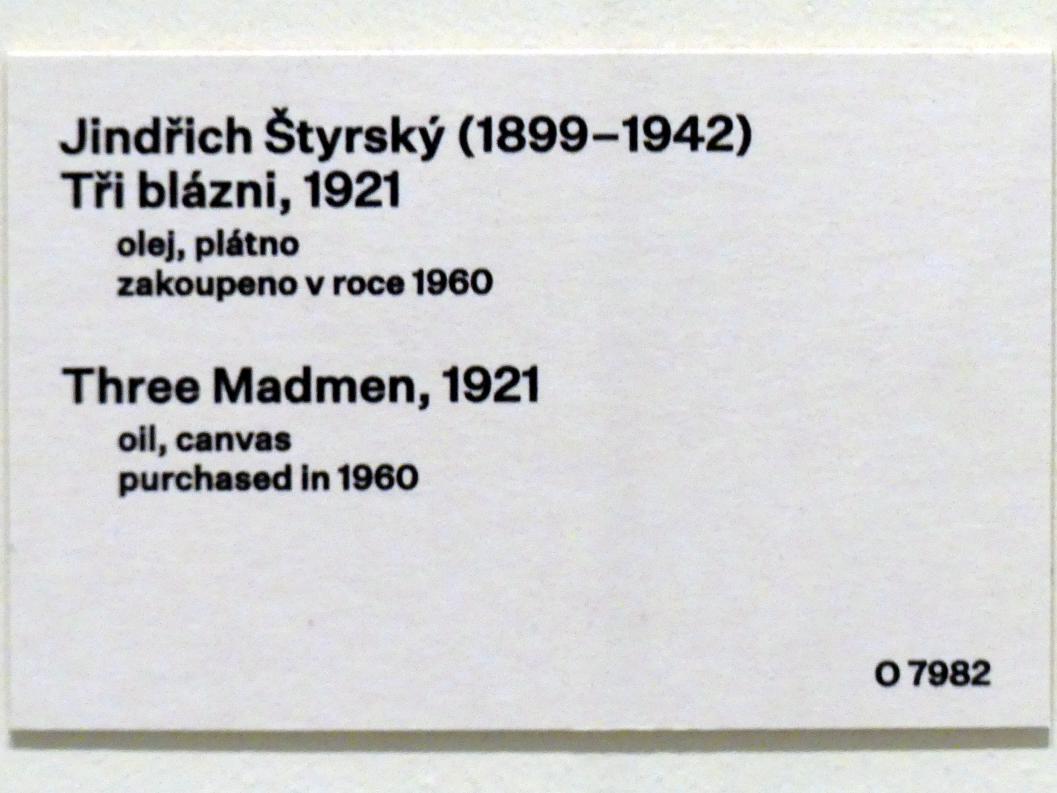 Jindřich Štyrský (1899–1942)
Tři blázni, 1921
olej, plátno
zakoupeno v roce 1960
Three Madmen, 1921
oil, canvas
purchased in 1960
O 7982